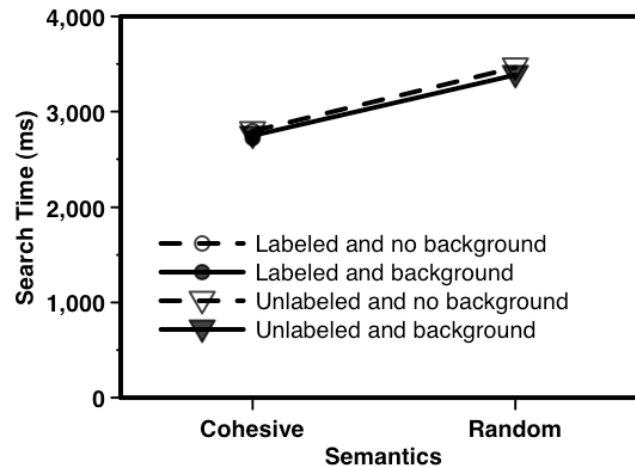 4,000
3,000
2,000
1,000
0
Search Time (ms)
Labeled and no background
Labeled and background
Unlabeled and no background
Unlabeled and background
Cohesive Random
Semantics